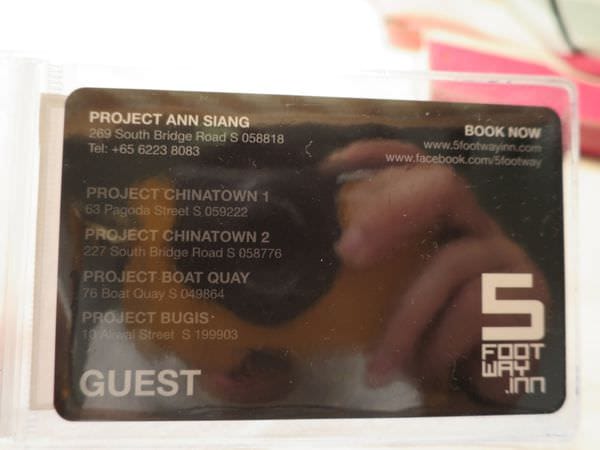 PROJECT ANN SIANG
269 South Bridge Road S 058818
Tel: +65 6223 8083
BOOK NOW
www.5footwayinn.com
www.facebook.com/5footway
PROJECT CHINATOWN 1
63 Pagoda Street S 059222
PROJECT CHINATOWN 2
227 South Bridge Road S 058776
PROJECT BOAT QUAY
76 Boat Quay S 049864
PROJECT BUGIS
10 Aliwal Street S 199903
GUEST
5
FOOT
WAY
.inn